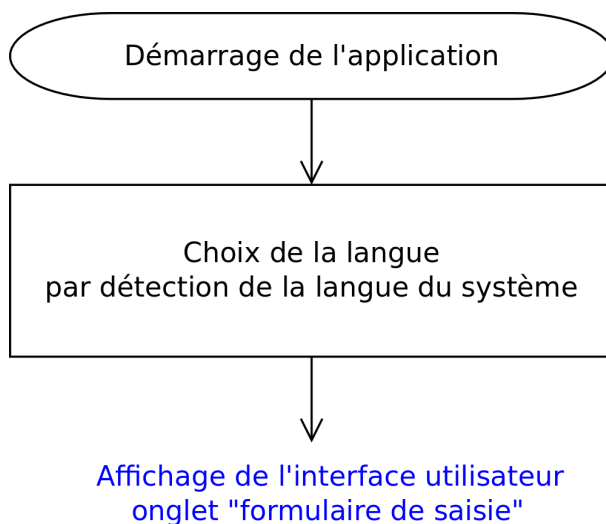 Démarrage de l'application
Choix de la langue
par détection de la langue du système
Affichage de l'interface utilisateur
onglet "formulaire de saisie"